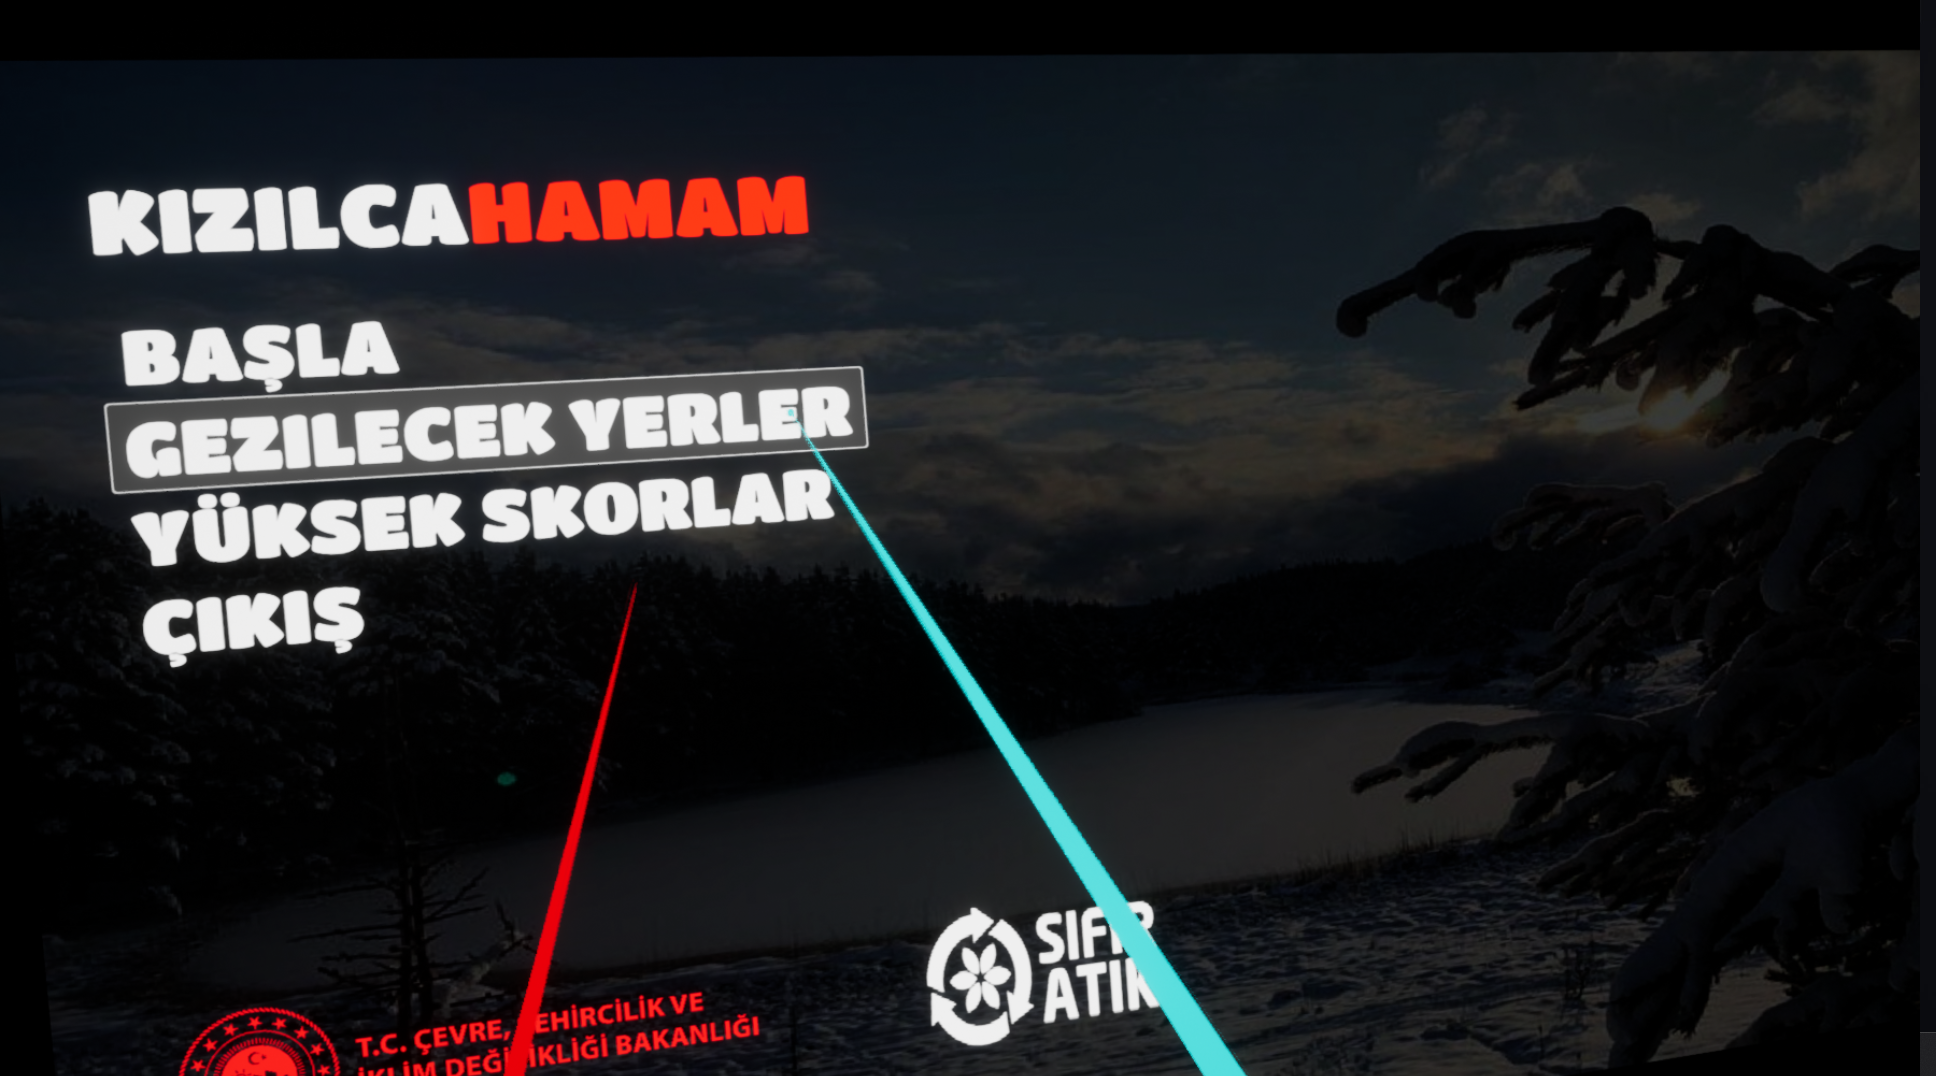 KIZILCAHAMAM
BAŞLA
GEZILECEK YERLER
YÜKSEK SKORLAR
ÇIKIŞ
SIFIR
ATIK
T.C. ÇEVRE, ŞEHİRCİLİK VE
İKLİM DEĞİŞİKLİĞİ BAKANLIĞI